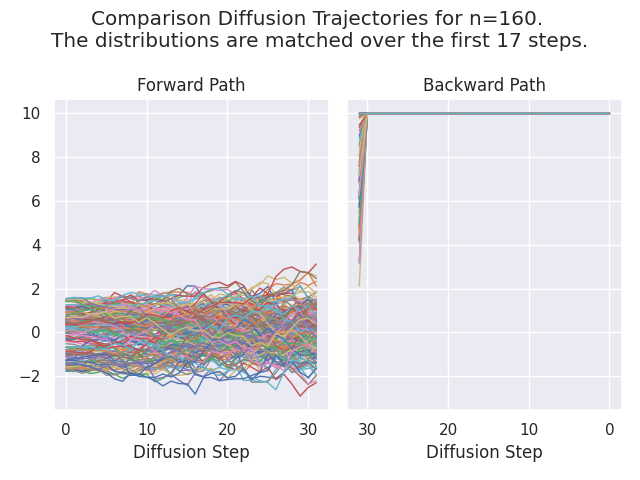 Comparison Diffusion Trajectories for n=160.
The distributions are matched over the first 17 steps.
Forward Path
Backward Path
10
8
6
4
2
0
−2
0
10
20
30
30
20
10
0
Diffusion Step
Diffusion Step